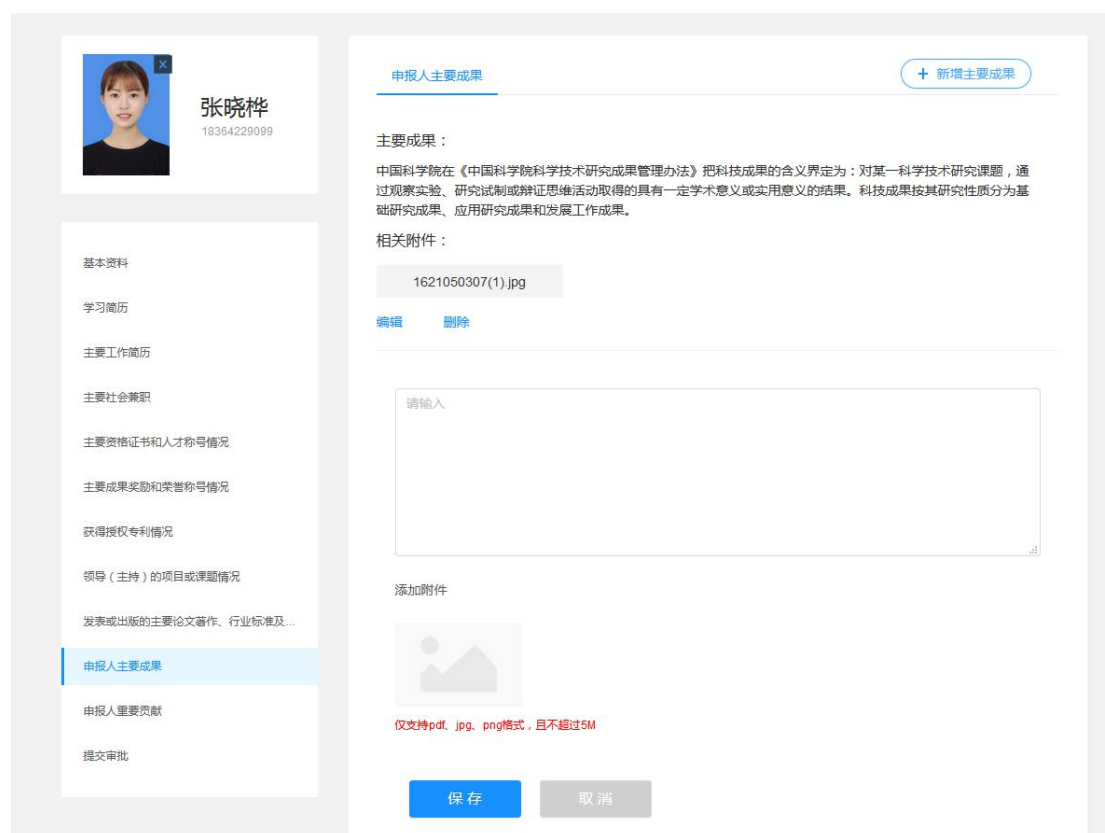 X
张晓桦
18364229099
基本资料
学习简历
主要工作简历
主要社会兼职
主要资格证书和人才称号情况
主要成果奖励和荣誉称号情况
获得授权专利情况
领导（主持）的项目或课题情况
发表或出版的主要论文著作、行业标准及...
申报人主要成果
申报人重要贡献
提交审批
申报人主要成果
+ 新增主要成果
主要成果：
中国科学院在《中国科学院科学技术研究成果管理办法》把科技成果的含义界定为：对某一科学技术研究课题，通
过观察实验、研究试制或辩证思维活动取得的具有一定学术意义或实用意义的结果。科技成果按其研究性质分为基
础研究成果、应用研究成果和发展工作成果。
相关附件：
1621050307(1).jpg
编辑 删除
请输入
添加附件
仅支持pdf、jpg、png格式，且不超过5M
保存 取消